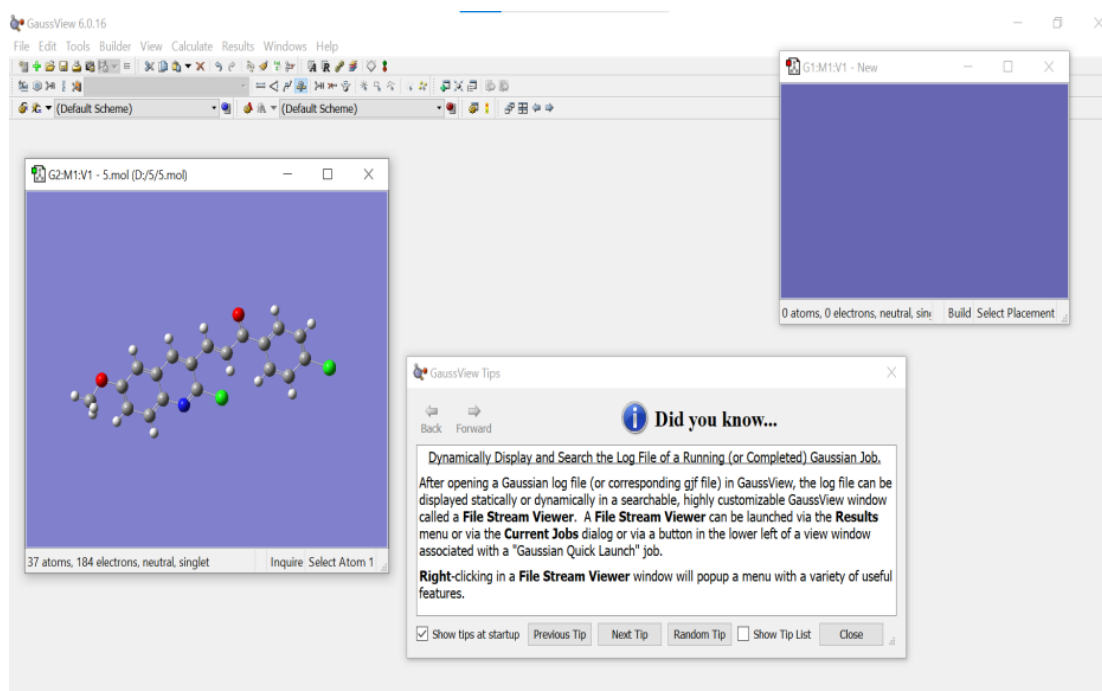 GaussView 6.0.16
File Edit Tools Builder View Calculate Results Windows Help
(Default Scheme)
(Default Scheme)
G1:M1:V1 - New
0 atoms, 0 electrons, neutral, Build Select Placement
G2:M1:V1 - 5.mol (D:/5/5.mol)
37 atoms, 184 electrons, neutral, singlet Inquire Select Atom 1
GaussView Tips
Back Forward
Did you know...
Dynamically Display and Search the Log File of a Running (or Completed) Gaussian Job.
After opening a Gaussian log file (or corresponding gjf file) in GaussView, the log file can be
displayed statically or dynamically in a searchable, highly customizable GaussView window
called a File Stream Viewer. A File Stream Viewer can be launched via the Results
menu or via the Current Jobs dialog or via a button in the lower left of a view window
associated with a "Gaussian Quick Launch" job.
Right-clicking in a File Stream Viewer window will popup a menu with a variety of useful
features.
Show tips at startup Previous Tip Next Tip Random Tip Show Tip List Close